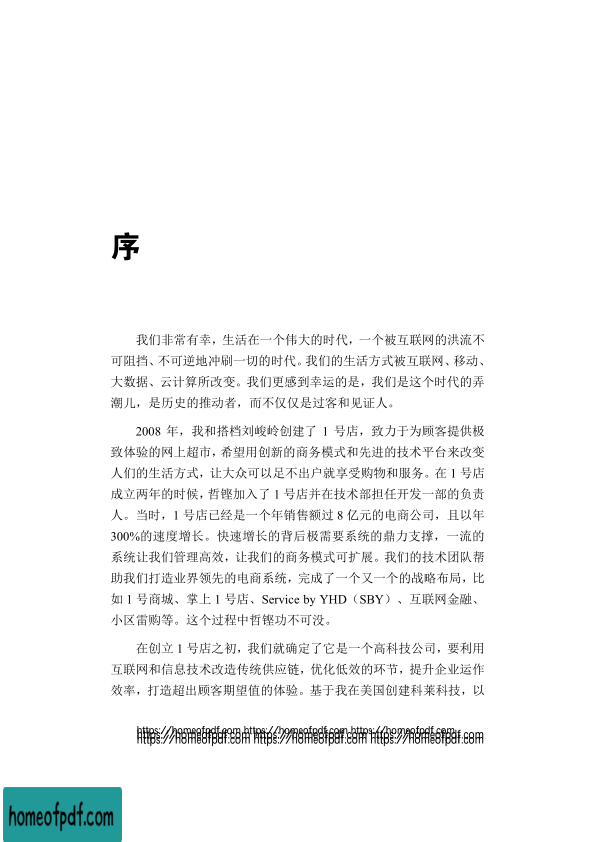 序
我们非常有幸，生活在一个伟大的时代，一个被互联网的洪流不
可阻挡、不可逆地冲刷一切的时代。我们的生活方式被互联网、移动、
大数据、云计算所改变。我们更感到幸运的是，我们是这个时代的弄
潮儿，是历史的推动者，而不仅仅是过客和见证人。
2008 年，我和搭档刘峻岭创建了 1 号店，致力于为顾客提供极
致体验的网上超市，希望用创新的商务模式和先进的技术平台来改变
人们的生活方式，让大众可以足不出户就享受购物和服务。在 1 号店
成立两年的时候，哲铿加入了 1 号店并在技术部担任开发一部的负责
人。当时，1 号店已经是一个年销售额过 8 亿元的电商公司，且以年
300%的速度增长。快速增长的背后极需要系统的鼎力支撑，一流的
系统让我们管理高效，让我们的商务模式可扩展。我们的技术团队帮
助我们打造业界领先的电商系统，完成了一个又一个的战略布局，比
如 1 号商城、掌上 1 号店、Service by YHD（SBY）、互联网金融、
小区雷购等。这个过程中哲铿功不可没。
在创立 1 号店之初，我们就确定了它是一个高科技公司，要利用
互联网和信息技术改造传统供应链，优化低效的环节，提升企业运作
效率，打造超出顾客期望值的体验。基于我在美国创建科莱科技，以
https://homeofpdf.com https://homeofpdf.com https://homeofpdf.com
https://homeofpdf.com https://homeofpdf.com https://homeofpdf.com
homeofpdf.com